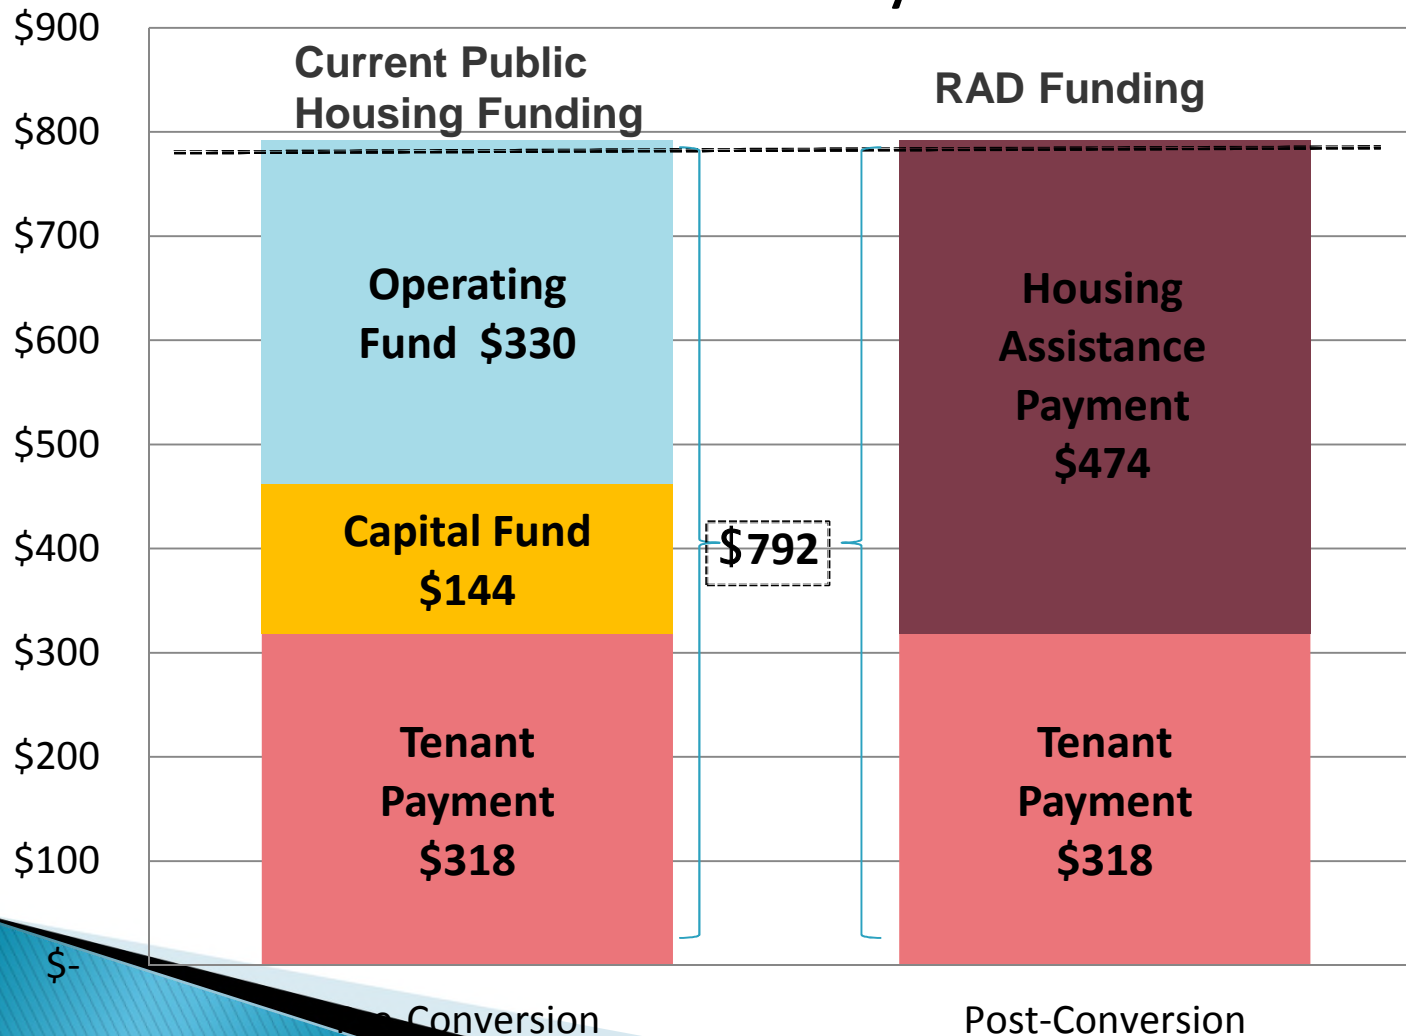 $900
$800
$700
$600
$500
$400
$300
$200
$100
$-
Current Public
Housing Funding
RAD Funding
Operating
Fund $330
Capital Fund
$144
Tenant
Payment
$318
$792
Housing
Assistance
Payment
$474
Tenant
Payment
$318
Conversion
Post-Conversion